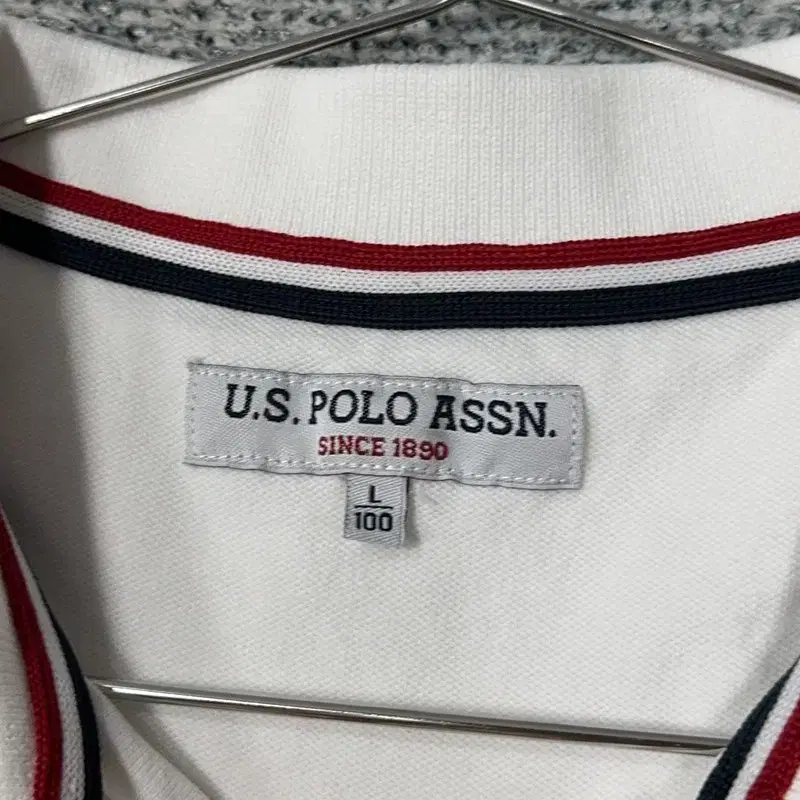 U.S. POLO ASSN.
SINCE 1890
L
100